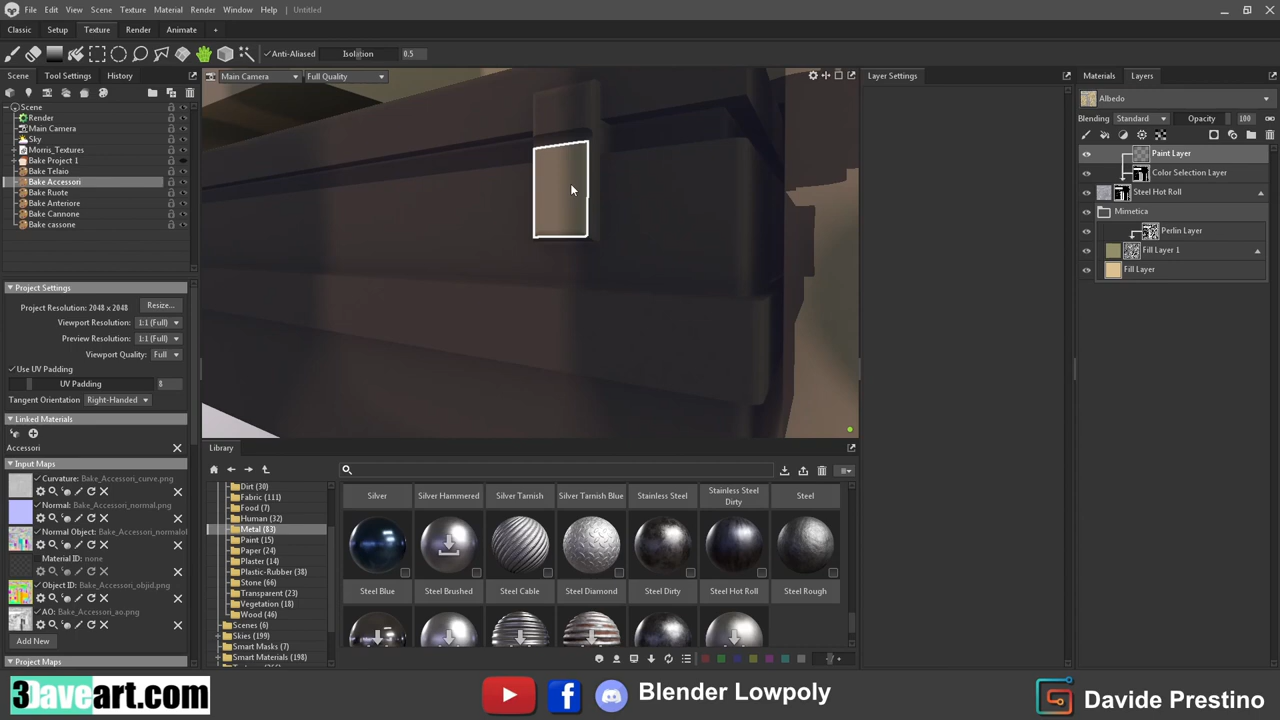 File Edit View Scene Texture Material Render Window Help Untitled
Classic Setup Texture Render Animate +
Anti-Aliased Isolation 0.5
Scene Tool Settings History Main Camera Full Quality Layer Settings Materials Layers
Albedo
Blending Standard Opacity 100
Scene
Render
Main Camera
Sky
Morris_Textures
Bake Project 1
Bake Telaio
Bake Accessori
Bake Ruote
Bake Anteriore
Bake Cannone
Bake cassone
Paint Layer
Color Selection Layer
Steel Hot Roll
Mimetica
Perlin Layer
Fill Layer 1
Fill Layer
Project Settings
Project Resolution: 2048 x 2048 Resize...
Viewport Resolution: 1:1 (Full)
Preview Resolution: 1:1 (Full)
Viewport Quality: Full
Use UV Padding
UV Padding 8
Tangent Orientation Right-Handed
Linked Materials
Accessori
Input Maps
Curvature: Bake_Accessori_curve.png
Normal: Bake_Accessori_normal.png
Normal Object: Bake_Accessori_normalol
Material ID: none
Object ID: Bake_Accessori_objid.png
AO: Bake_Accessori_ao.png
Add New
Project Maps
Library
Dirt (30)
Fabric (111)
Food (7)
Human (32)
Metal (83)
Paint (15)
Paper (24)
Plaster (14)
Plastic-Rubber (38)
Stone (66)
Transparent (23)
Vegetation (18)
Wood (46)
Scenes (6)
Skies (199)
Smart Masks (7)
Smart Materials (198)
Silver Silver Hammered Silver Tarnish Silver Tarnish Blue Stainless Steel Stainless Steel Dirty Steel
Steel Blue Steel Brushed Steel Cable Steel Diamond Steel Dirty Steel Hot Roll Steel Rough
3Daveart.com Blender Lowpoly Davide Prestino